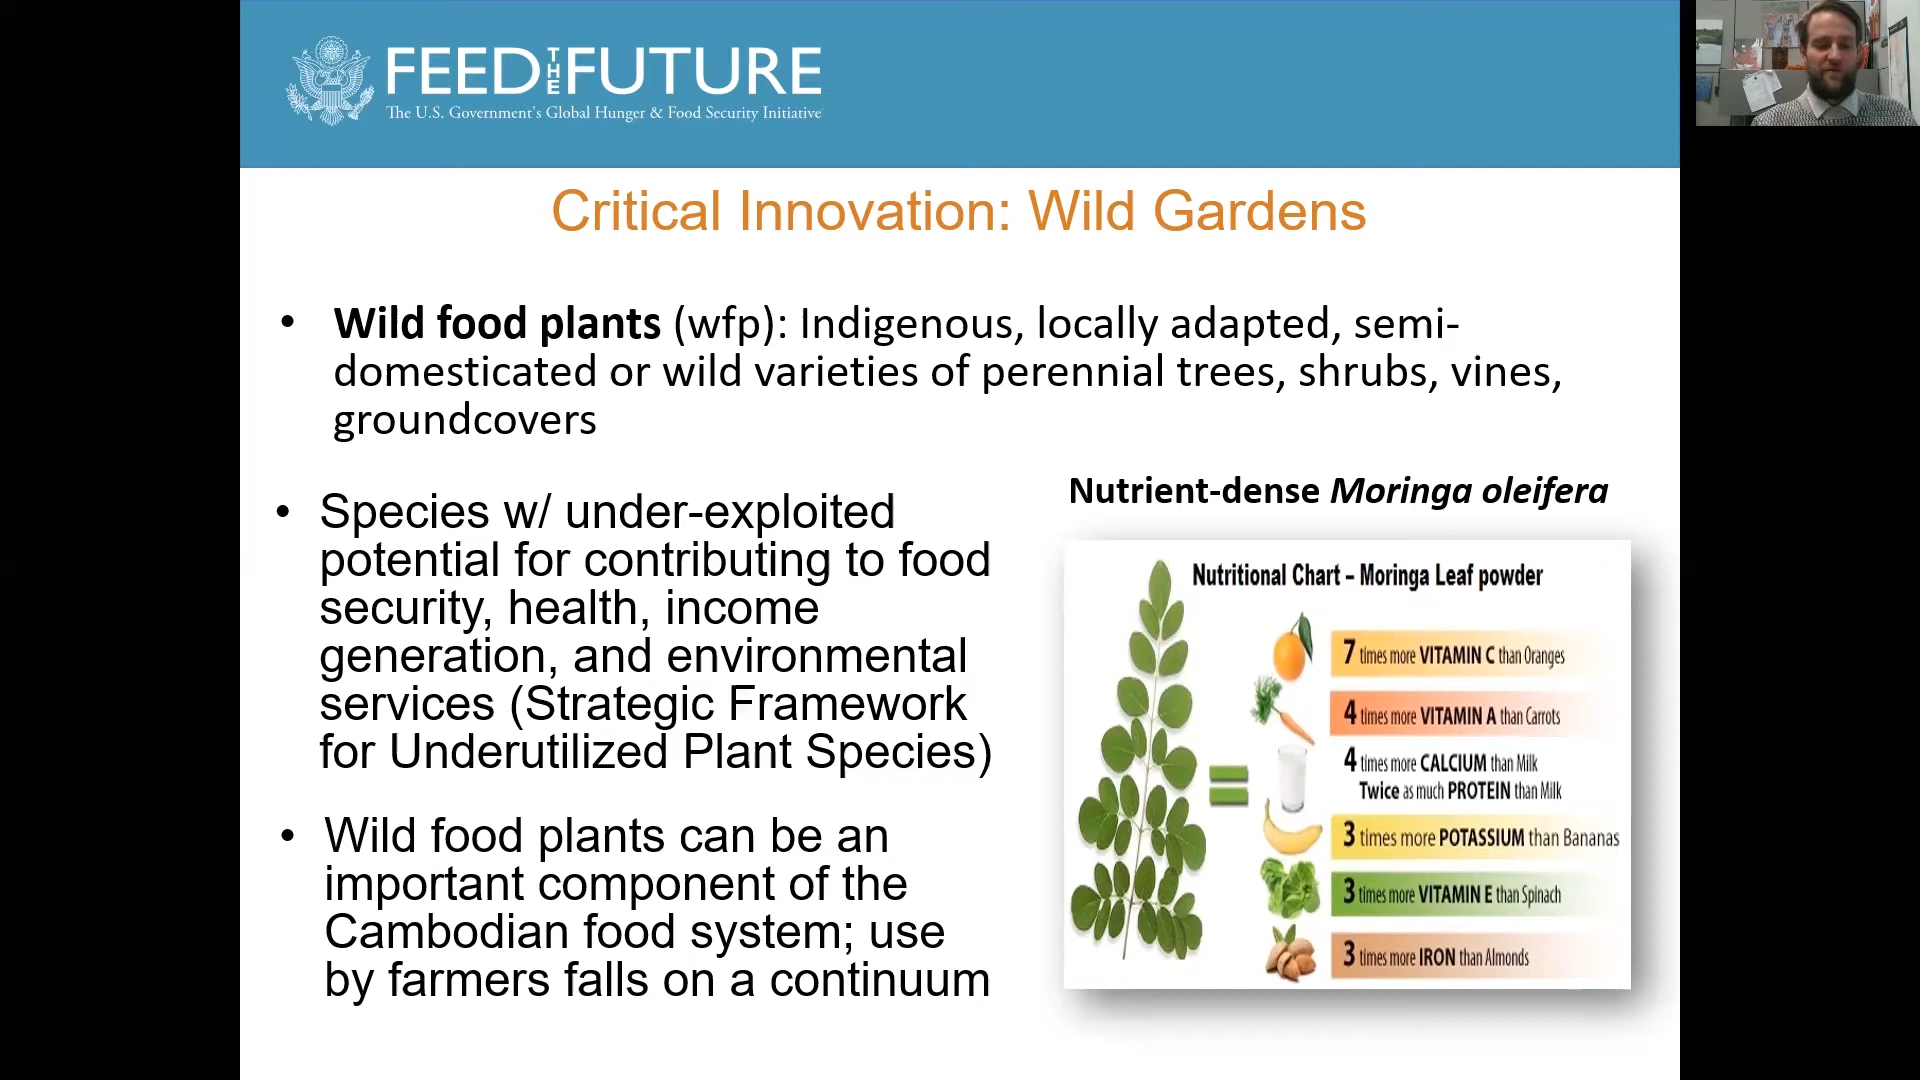 FEED THE FUTURE
The U.S. Government's Global Hunger & Food Security Initiative
Critical Innovation: Wild Gardens
• Wild food plants (wfp): Indigenous, locally adapted, semi-
domesticated or wild varieties of perennial trees, shrubs, vines,
groundcovers
• Species w/ under-exploited
potential for contributing to food
security, health, income
generation, and environmental
services (Strategic Framework
for Underutilized Plant Species)
• Wild food plants can be an
important component of the
Cambodian food system; use
by farmers falls on a continuum
Nutrient-dense Moringa oleifera
Nutritional Chart – Moringa Leaf powder
7 times more VITAMIN C than Oranges
4 times more VITAMIN A than Carrots
4 times more CALCIUM than Milk
Twice as much PROTEIN than Milk
3 times more POTASSIUM than Bananas
3 times more VITAMIN E than Spinach
3 times more IRON than Almonds